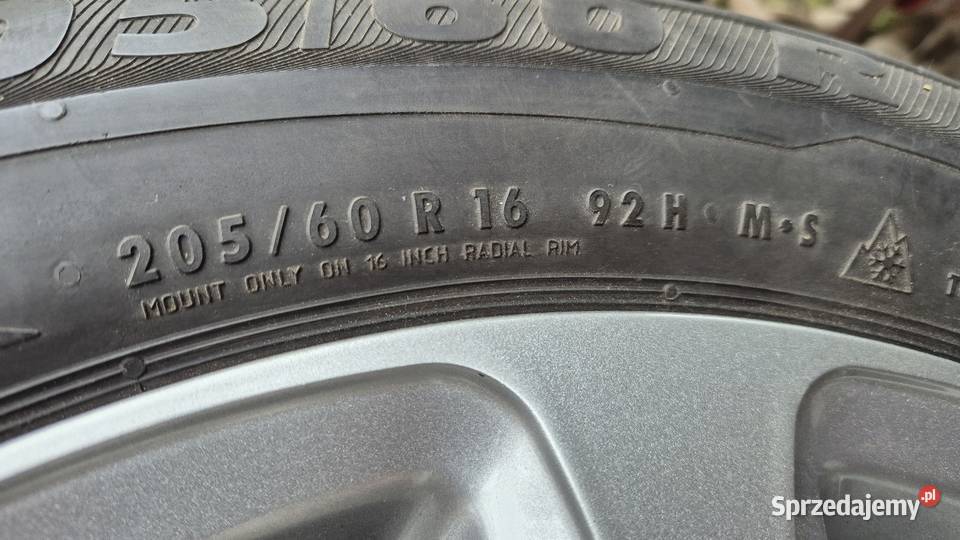 205/60 R 16 92H M+S
MOUNT ONLY ON 16 INCH RADIAL RIM
Sprzedajemy.pl